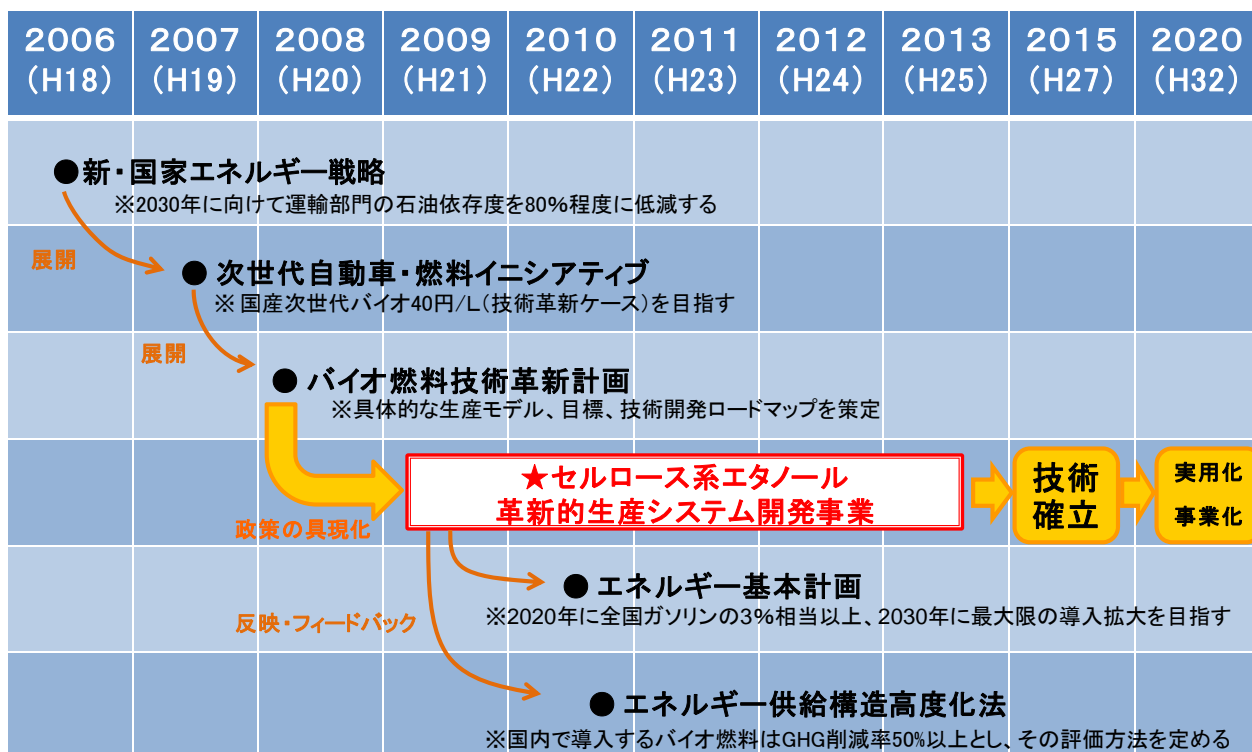 2006 2007 2008 2009 2010 2011 2012 2013 2015 2020
(H18) (H19) (H20) (H21) (H22) (H23) (H24) (H25) (H27) (H32)
●新・国家エネルギー戦略
※2030年に向けて運輸部門の石油依存度を80%程度に低減する
展開
● 次世代自動車・燃料イニシアティブ
※ 国産次世代バイオ40円/L(技術革新ケース)を目指す
展開
● バイオ燃料技術革新計画
※具体的な生産モデル、目標、技術開発ロードマップを策定
★セルロース系エタノール
革新的生産システム開発事業
技術
確立
実用化
事業化
政策の具現化
● エネルギー基本計画
※2020年に全国ガソリンの3%相当以上、2030年に最大限の導入拡大を目指す
反映・フィードバック
● エネルギー供給構造高度化法
※国内で導入するバイオ燃料はGHG削減率50%以上とし、その評価方法を定める